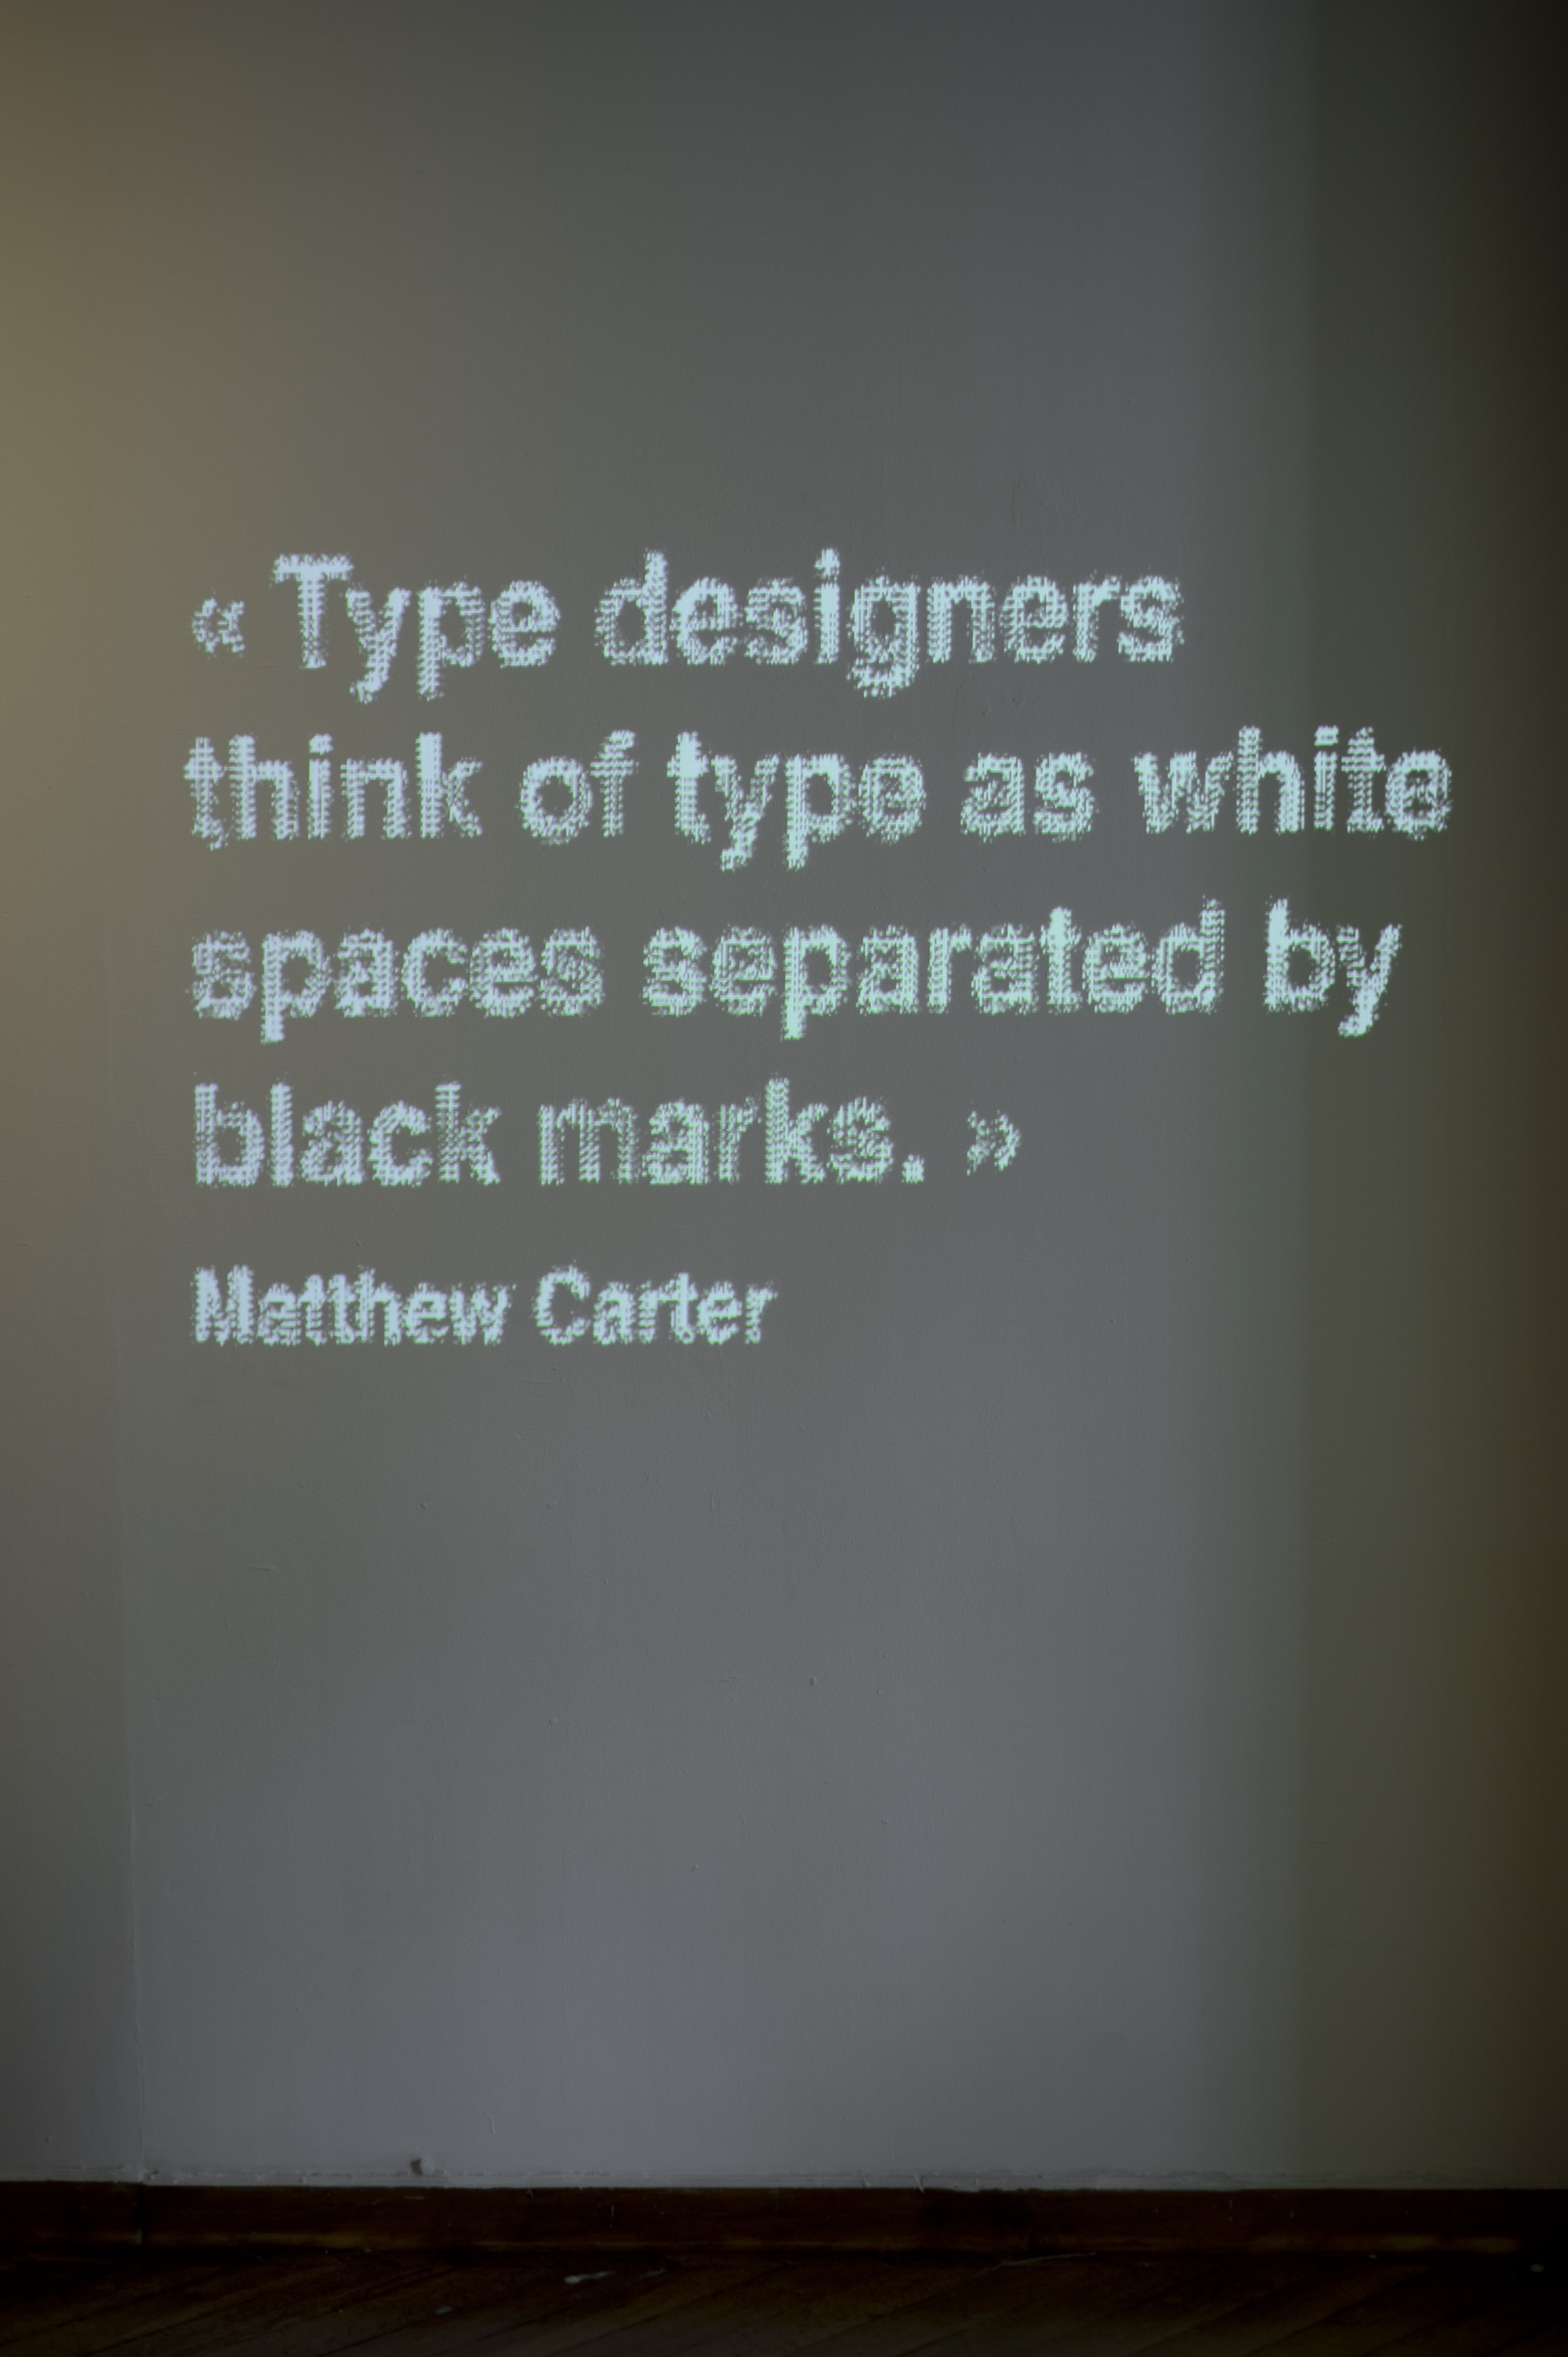 « Type designers
think of type as white
spaces separated by
black marks. »
Matthew Carter